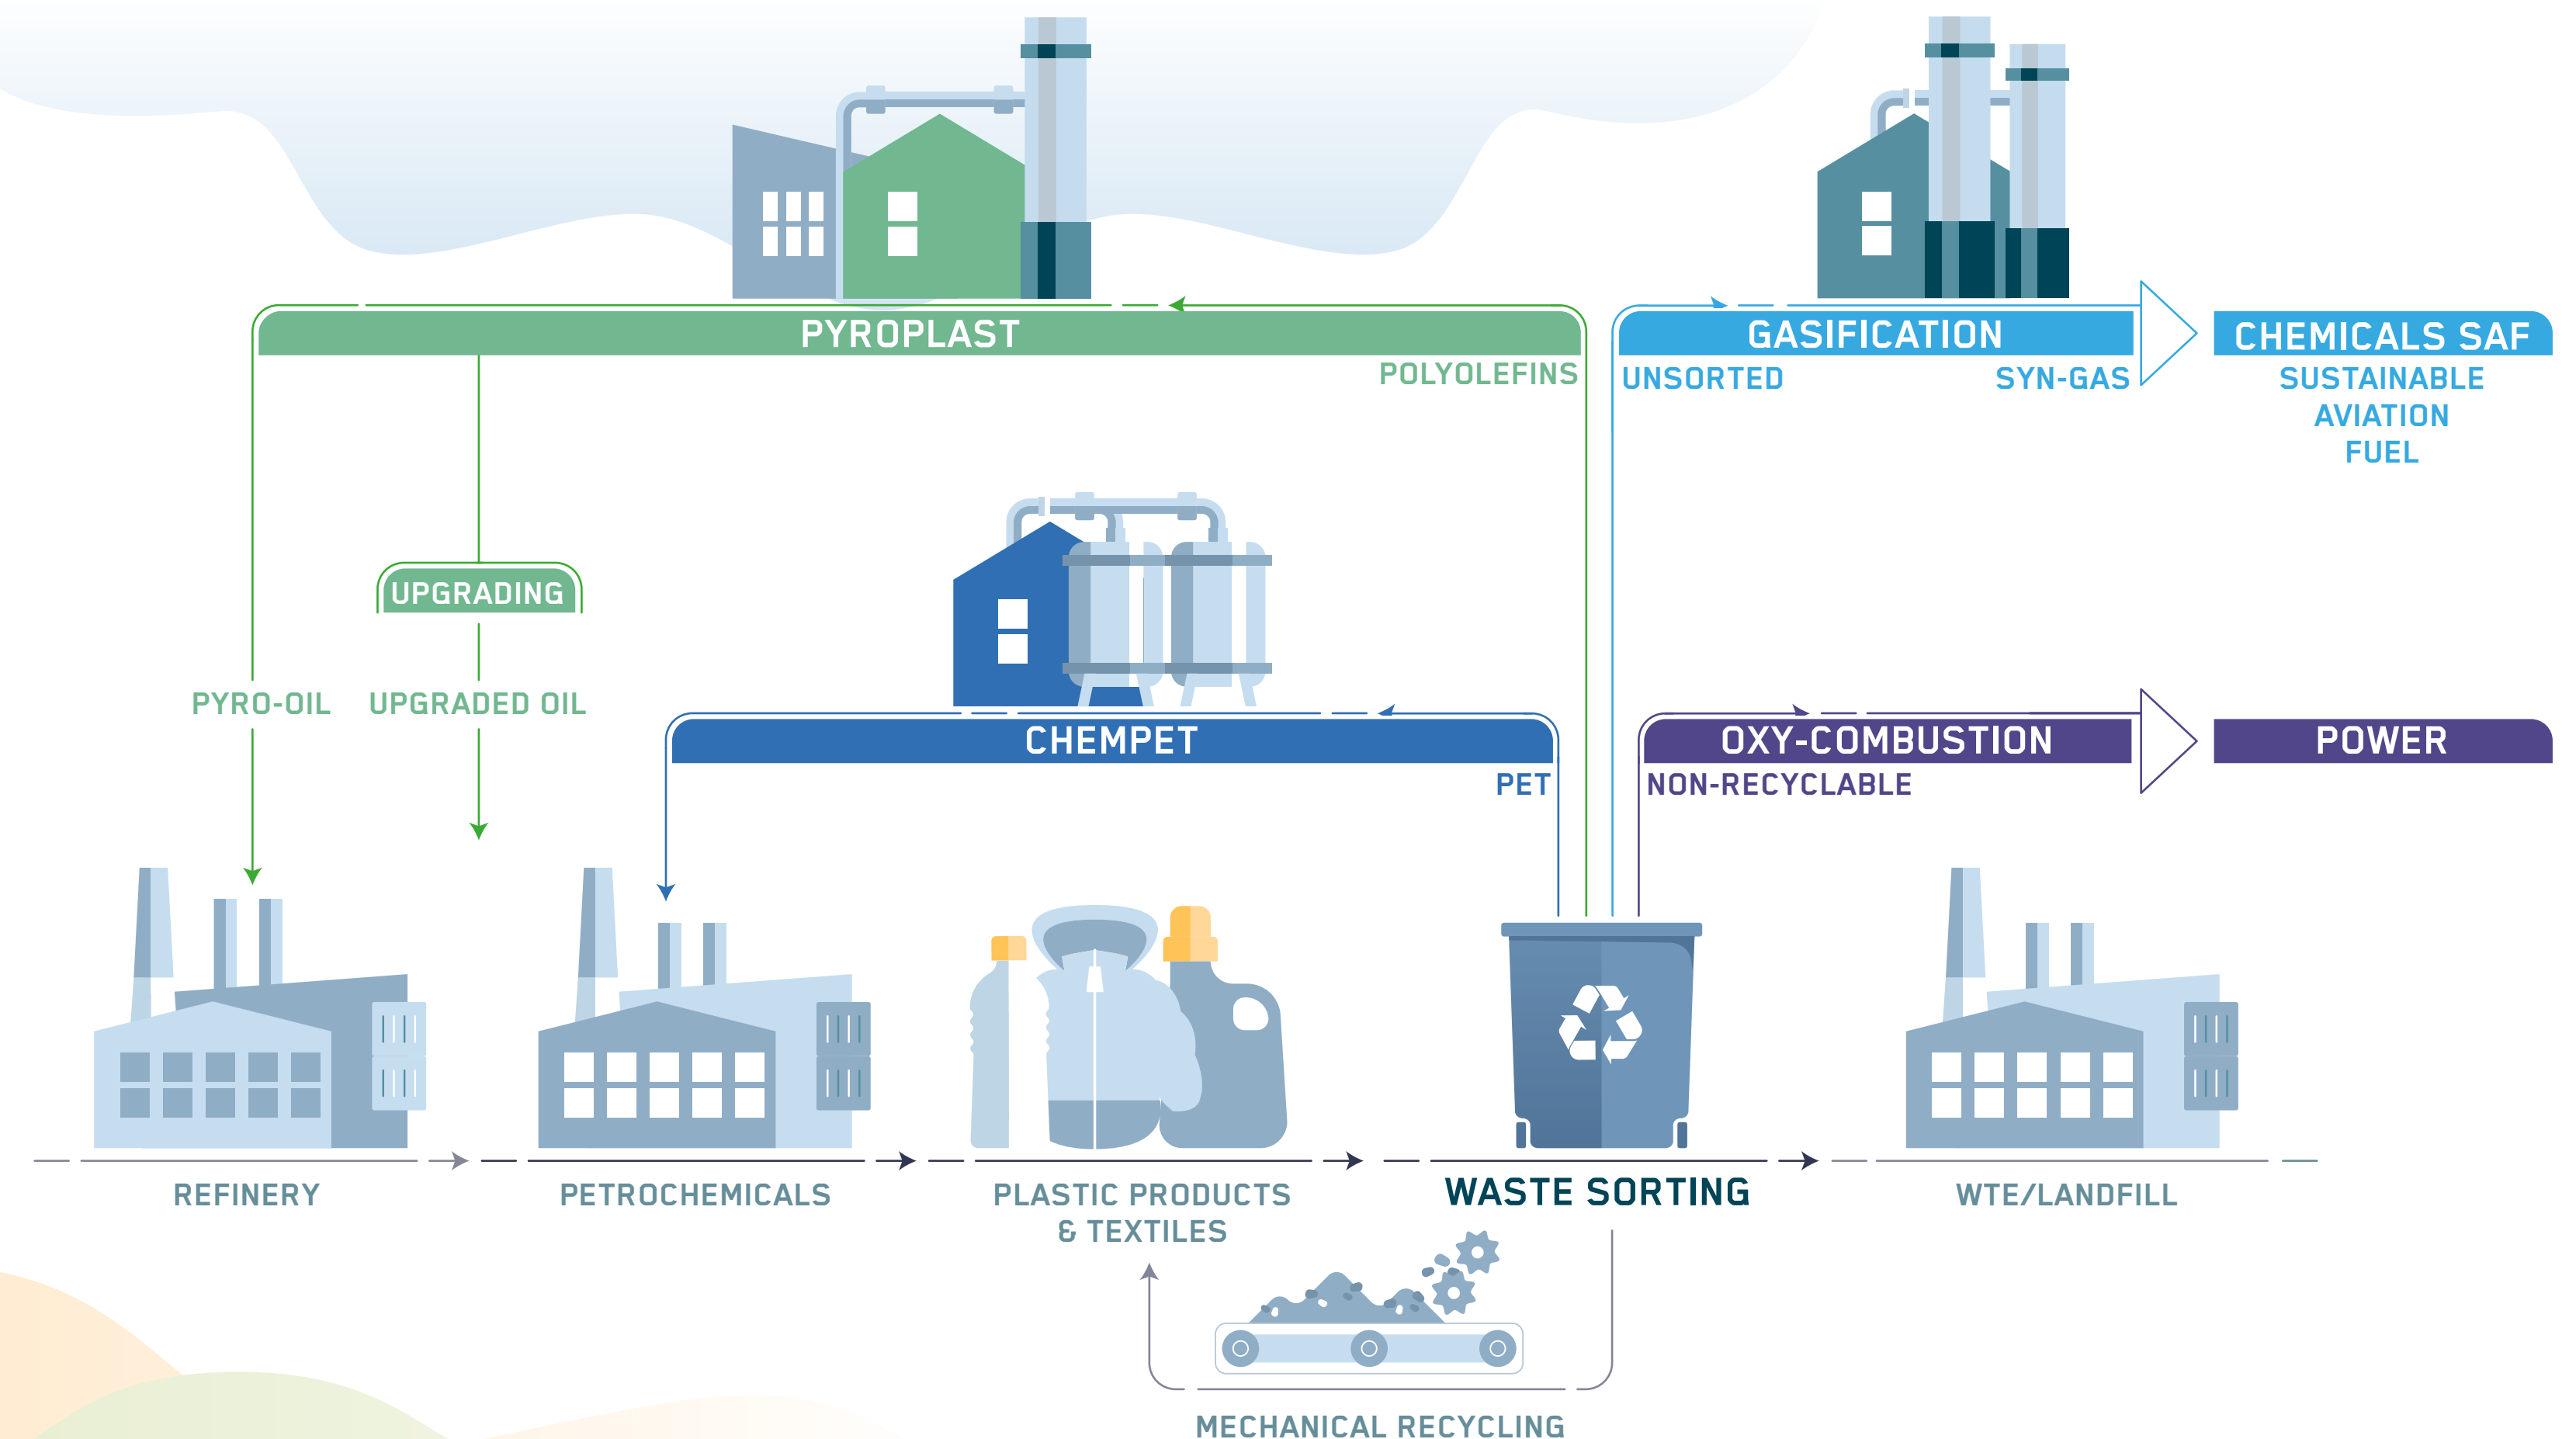 PYROPLAST
POLYOLEFINS
GASIFICATION
UNSORTED
SYN-GAS
CHEMICALS SAF
SUSTAINABLE
AVIATION
FUEL
UPGRADING
PYRO-OIL
UPGRADED OIL
CHEMPET
PET
OXY-COMBUSTION
NON-RECYCLABLE
POWER
REFINERY
PETROCHEMICALS
PLASTIC PRODUCTS
& TEXTILES
WASTE SORTING
WTE/LANDFILL
MECHANICAL RECYCLING